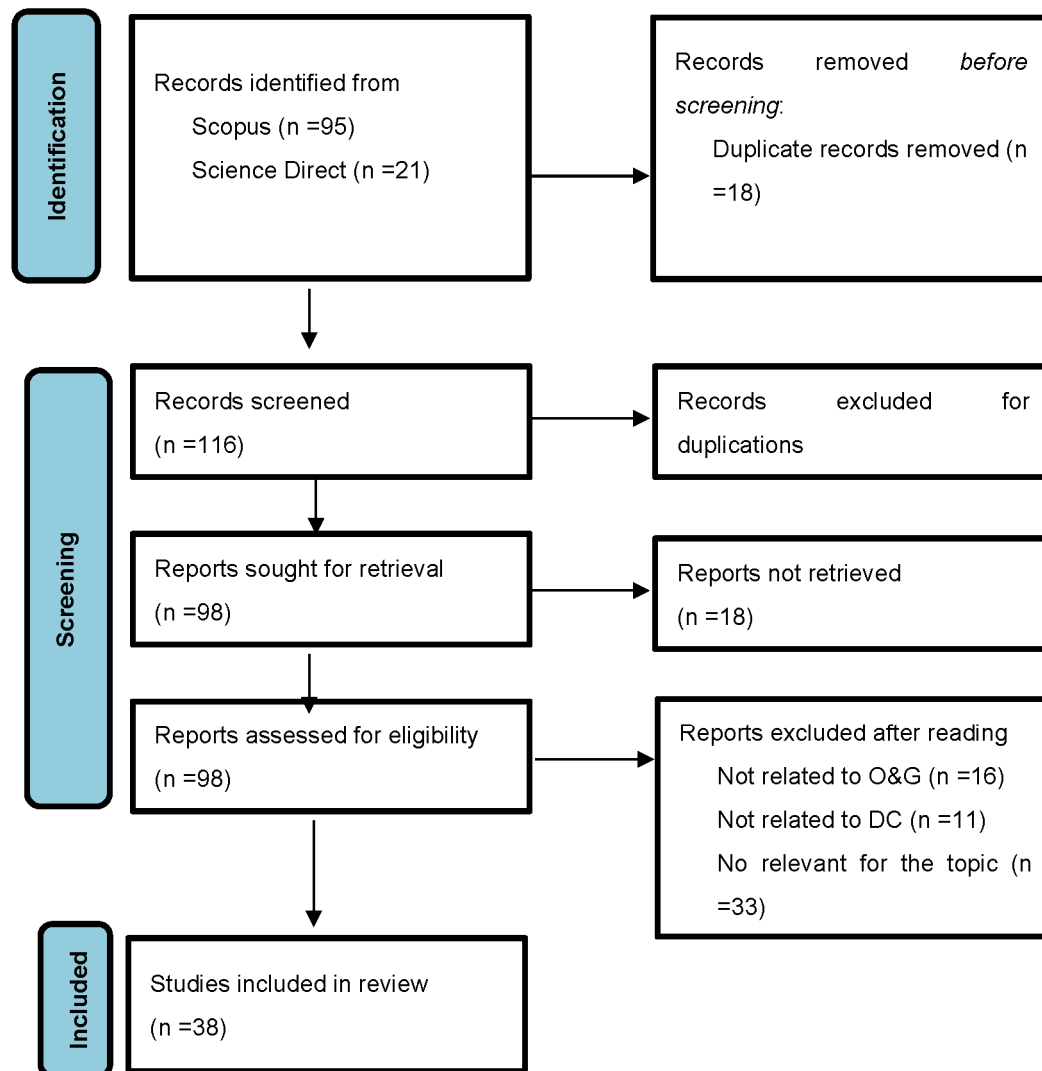 Identification
Records identified from
Scopus (n =95)
Science Direct (n =21)
Records removed before
screening:
Duplicate records removed (n
=18)
Screening
Records screened
(n =116)
Records excluded for
duplications
Reports sought for retrieval
(n =98)
Reports not retrieved
(n =18)
Reports assessed for eligibility
(n =98)
Reports excluded after reading
Not related to O&G (n =16)
Not related to DC (n =11)
No relevant for the topic (n
=33)
Included
Studies included in review
(n =38)